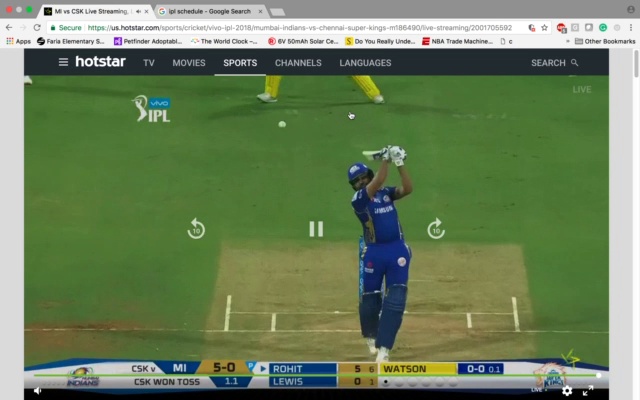 MI vs CSK Live Streaming,
ipl schedule - Google Search
Secure https://us.hotstar.com/sports/cricket/vivo-ipl-2018/mumbai-indians-vs-chennai-super-kings-m186490/live-streaming/2001705592
Apps Faria Elementary S... Petfinder Adoptabl... The World Clock – ... 6V 50mAh Solar Ce... Do You Really Unde... NBA Trade Machine... c » Other Bookmarks
hotstar TV MOVIES SPORTS CHANNELS LANGUAGES SEARCH
LIVE
vivo
IPL
10 10
SAMSUNG
CSK v MI 5-0 P ROHIT 5 6 WATSON 0-0 0.1
CSK WON TOSS 1.1 LEWIS 0 1
INDIANS
LIVE